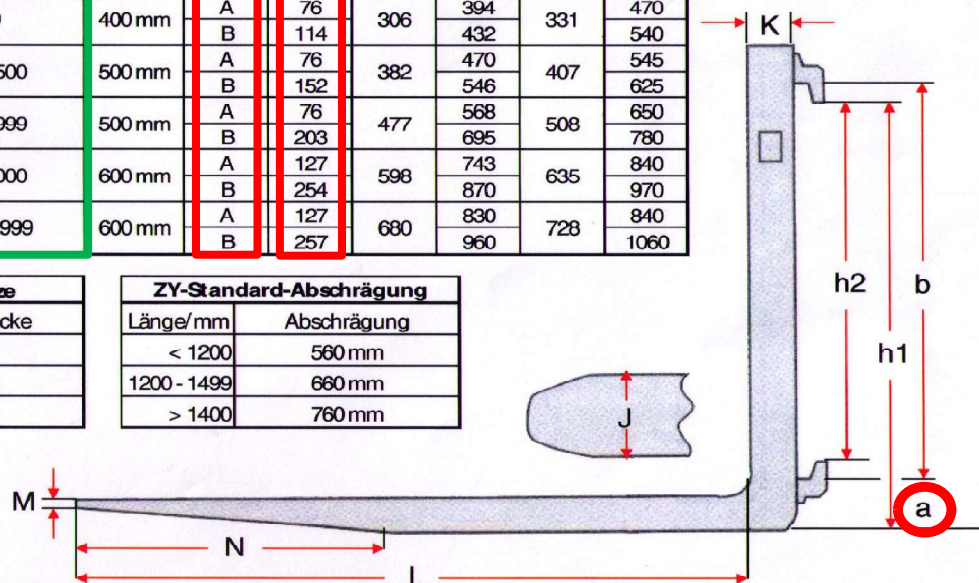 400 mm A 76 306 394 331 470
B 114 432 540
500 500 mm A 76 382 470 407 545
B 152 546 625
999 500 mm A 76 477 568 508 650
B 203 695 780
000 600 mm A 127 598 743 635 840
B 254 870 970
999 600 mm A 127 680 830 728 840
B 257 960 1060
ze
cke
ZY-Standard-Abschrägung
Länge/mm Abschrägung
< 1200 560 mm
1200 - 1499 660 mm
> 1400 760 mm
K
h2 b
h1
J
M
a
N
L